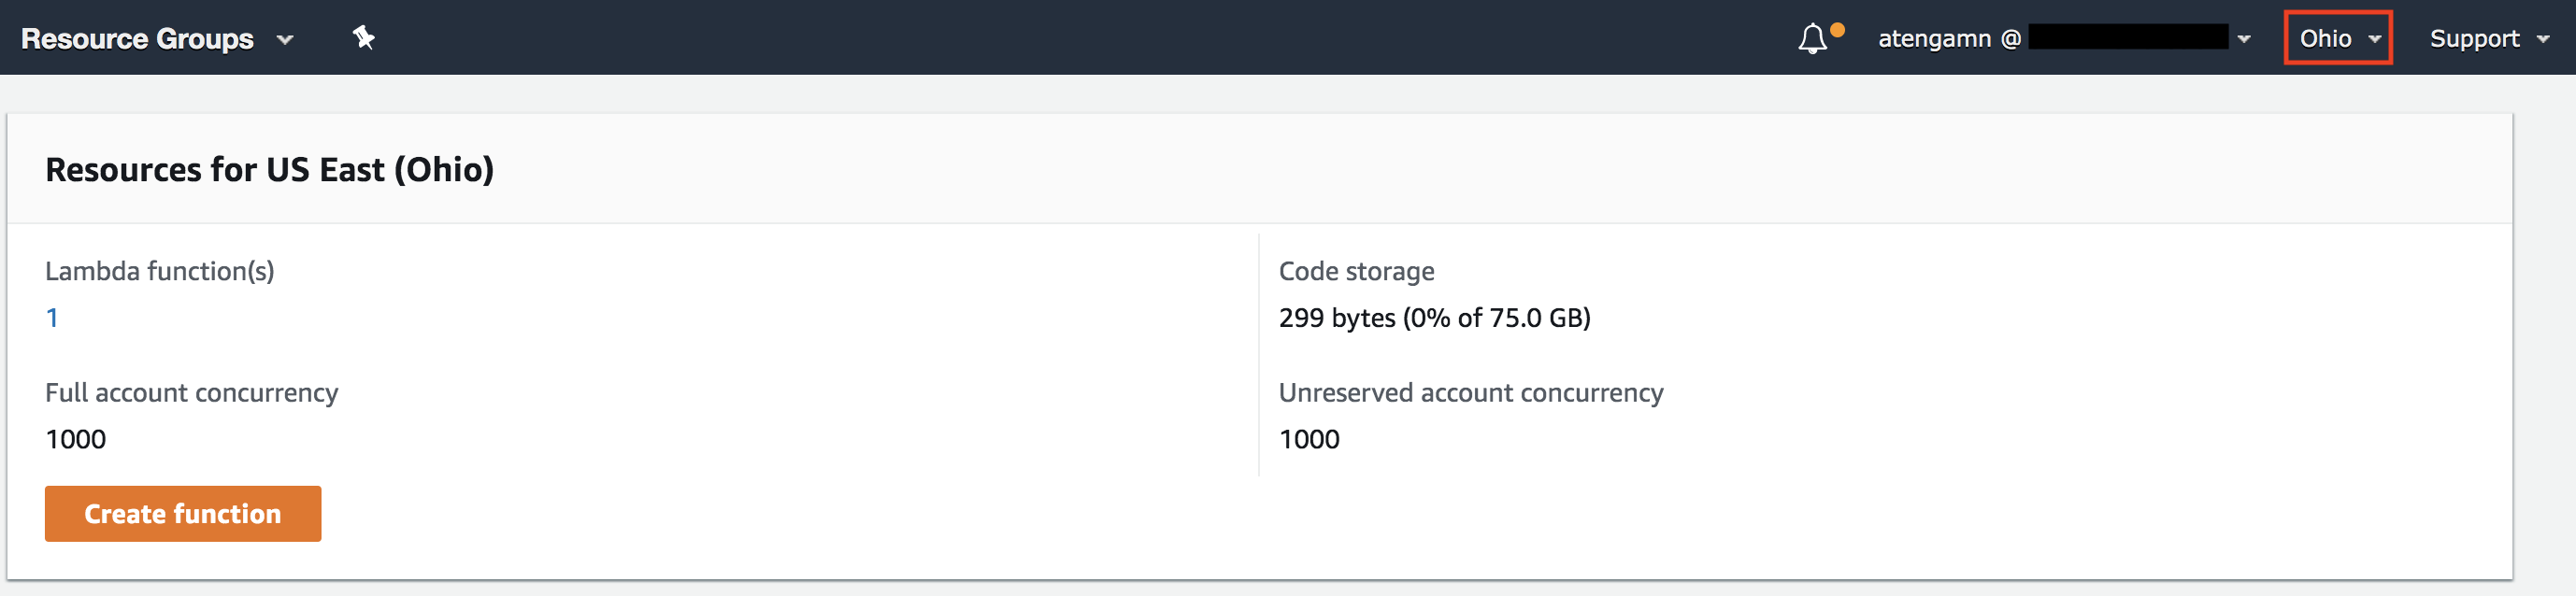 Resource Groups
atengamn @
Ohio
Support
Resources for US East (Ohio)
Lambda function(s)
1
Code storage
299 bytes (0% of 75.0 GB)
Full account concurrency
1000
Unreserved account concurrency
1000
Create function